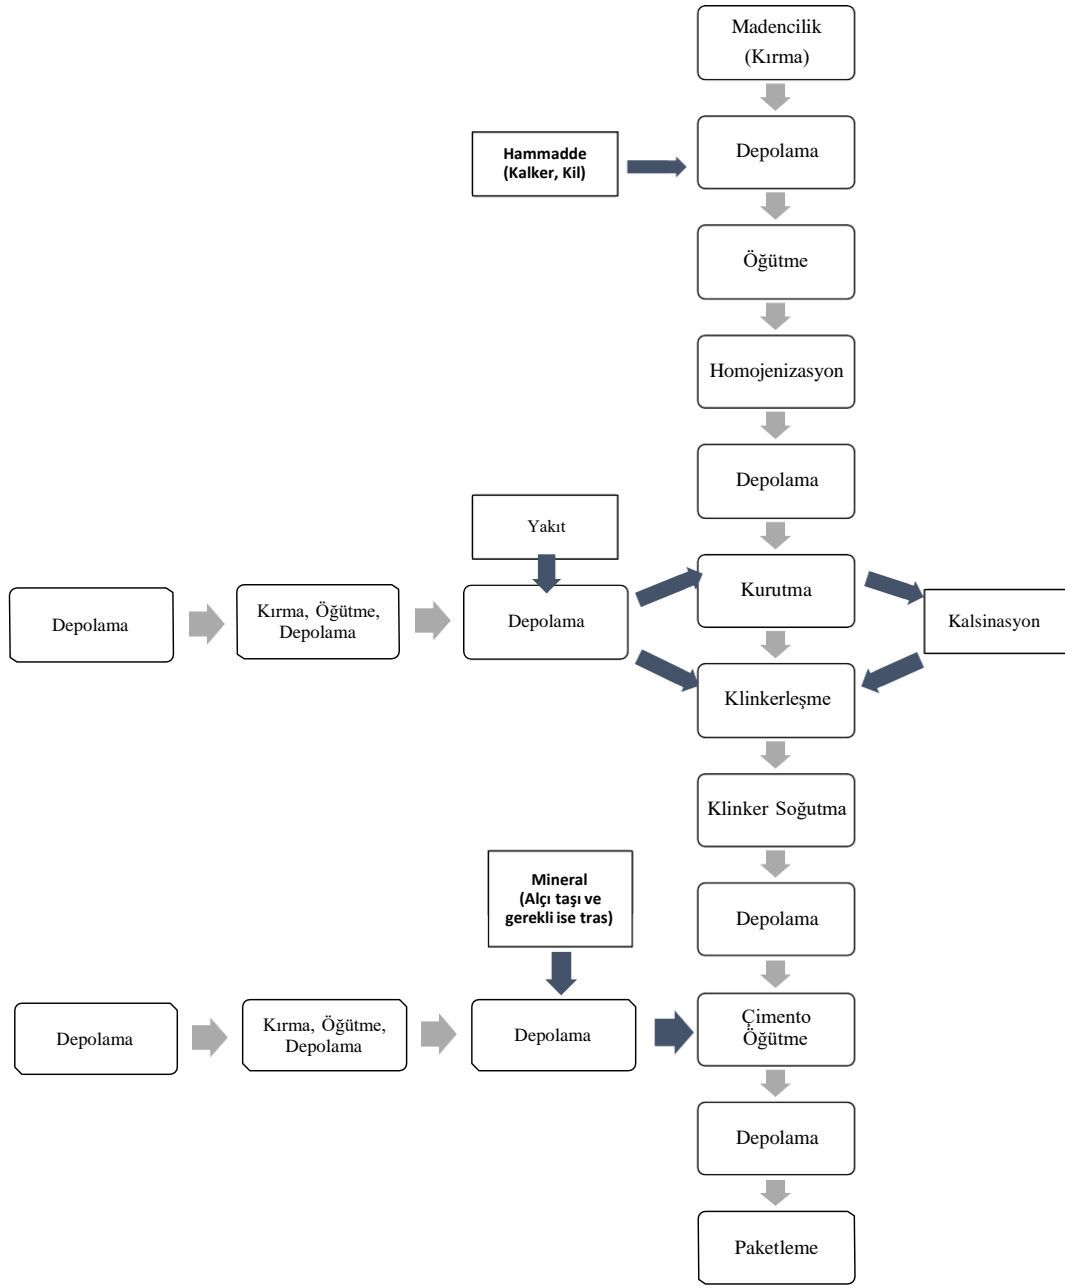 Madencilik
(Kırma)
Depolama
Hammadde
(Kalker, Kil)
Öğütme
Homojenizasyon
Depolama
Yakıt
Kurutma
Depolama
Kırma, Öğütme,
Depolama
Depolama
Kalsinasyon
Klinkerleşme
Klinker Soğutma
Mineral
(Alçı taşı ve
gerekli ise tras)
Depolama
Depolama
Kırma, Öğütme,
Depolama
Depolama
Çimento
Öğütme
Depolama
Paketleme